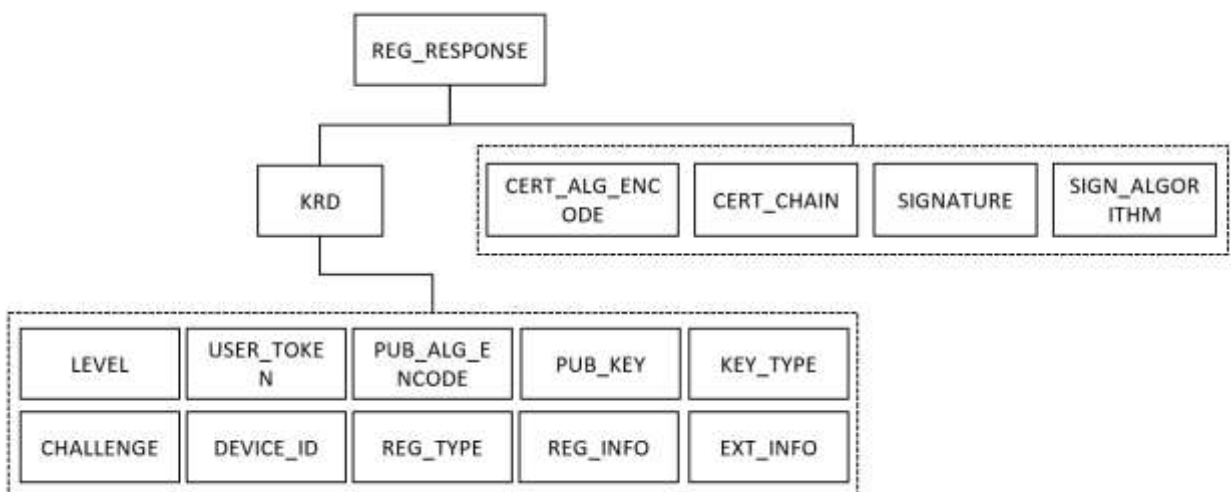 REG_RESPONSE
KRD
CERT_ALG_ENC
ODE
CERT_CHAIN
SIGNATURE
SIGN_ALGOR
ITHM
LEVEL
USER_TOKE
N
PUB_ALG_E
NCODE
PUB_KEY
KEY_TYPE
CHALLENGE
DEVICE_ID
REG_TYPE
REG_INFO
EXT_INFO